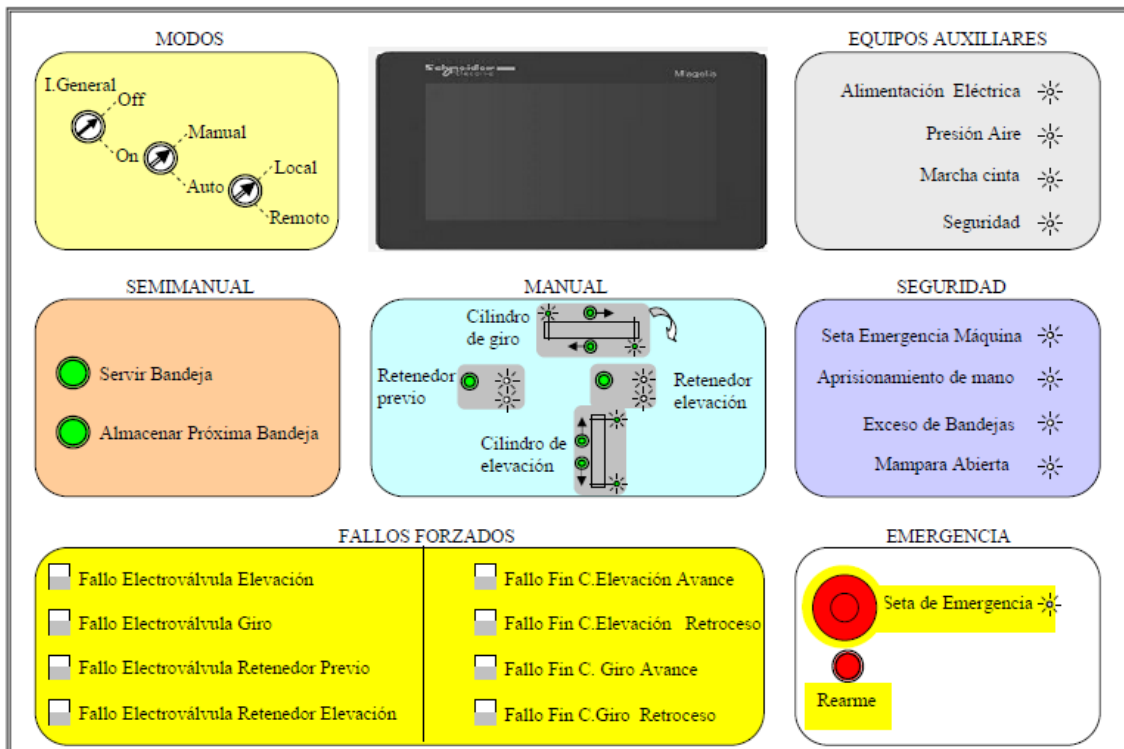 MODOS
I.General
Off
On
Manual
Auto
Local
Remoto
Schneider
Electric
Magelis
EQUIPOS AUXILIARES
Alimentación Eléctrica
Presión Aire
Marcha cinta
Seguridad
SEMIMANUAL
Servir Bandeja
Almacenar Próxima Bandeja
MANUAL
Cilindro
de giro
Retenedor
previo
Retenedor
elevación
Cilindro de
elevación
SEGURIDAD
Seta Emergencia Máquina
Aprisionamiento de mano
Exceso de Bandejas
Mampara Abierta
FALLOS FORZADOS
Fallo Electroválvula Elevación
Fallo Electroválvula Giro
Fallo Electroválvula Retenedor Previo
Fallo Electroválvula Retenedor Elevación
Fallo Fin C.Elevación Avance
Fallo Fin C.Elevación Retroceso
Fallo Fin C. Giro Avance
Fallo Fin C.Giro Retroceso
EMERGENCIA
Seta de Emergencia
Rearme